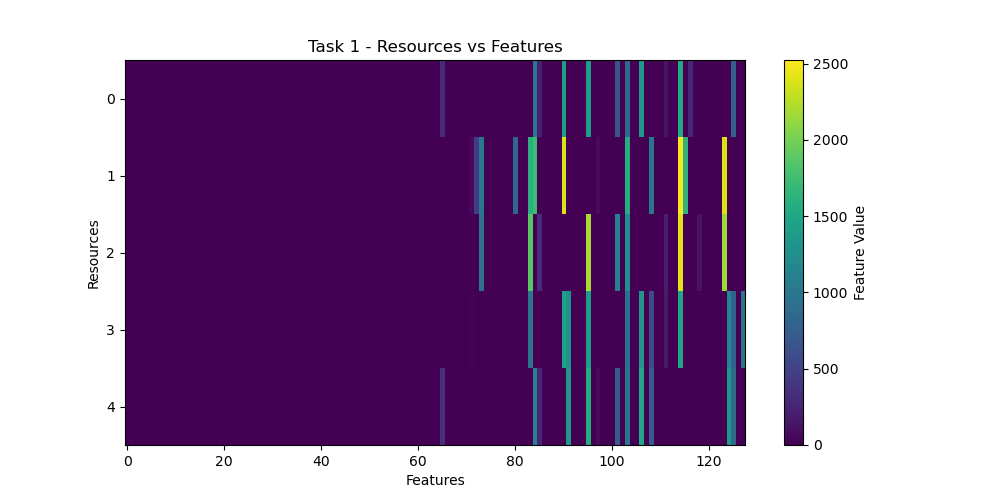 Task 1 - Resources vs Features
Resources
0
1
2
3
4
0 20 40 60 80 100 120
Features
2500
2000
1500
1000
500
0
Feature Value